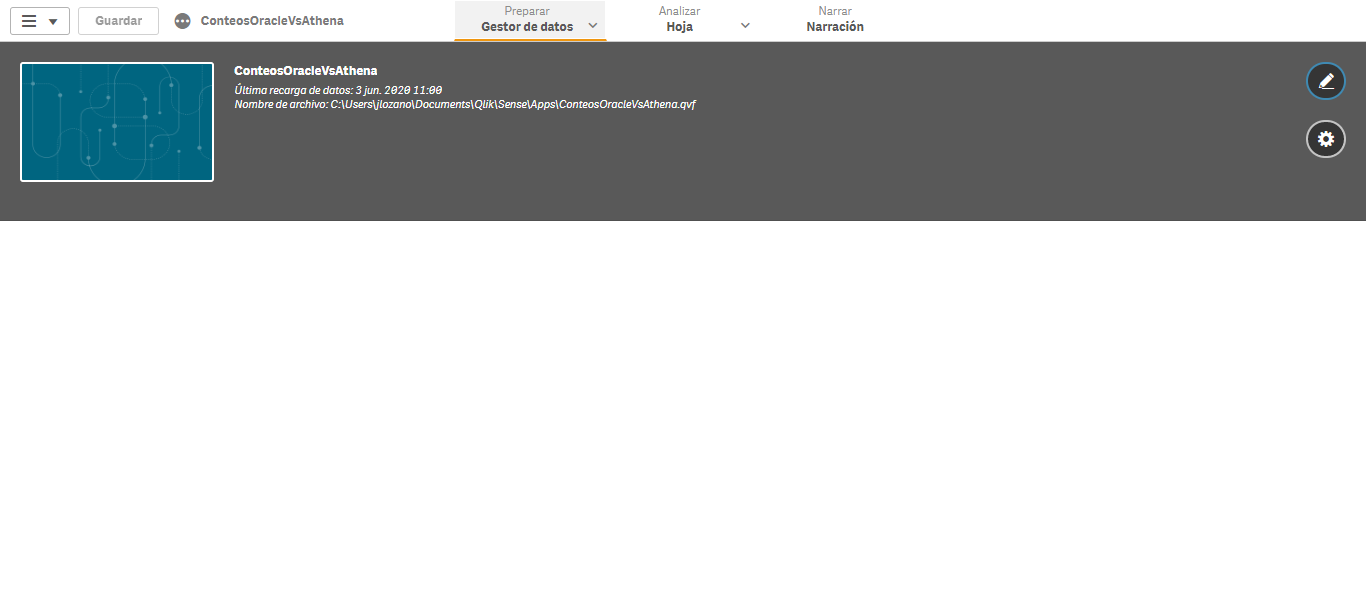 Guardar
ConteosOracleVsAthena
Preparar
Gestor de datos
Analizar
Hoja
Narrar
Narración
ConteosOracleVsAthena
Última recarga de datos: 3 jun. 2020 11:00
Nombre de archivo: C:\Users\jlozano\Documents\Qlik\Sense\Apps\ConteosOracleVsAthena.qvf